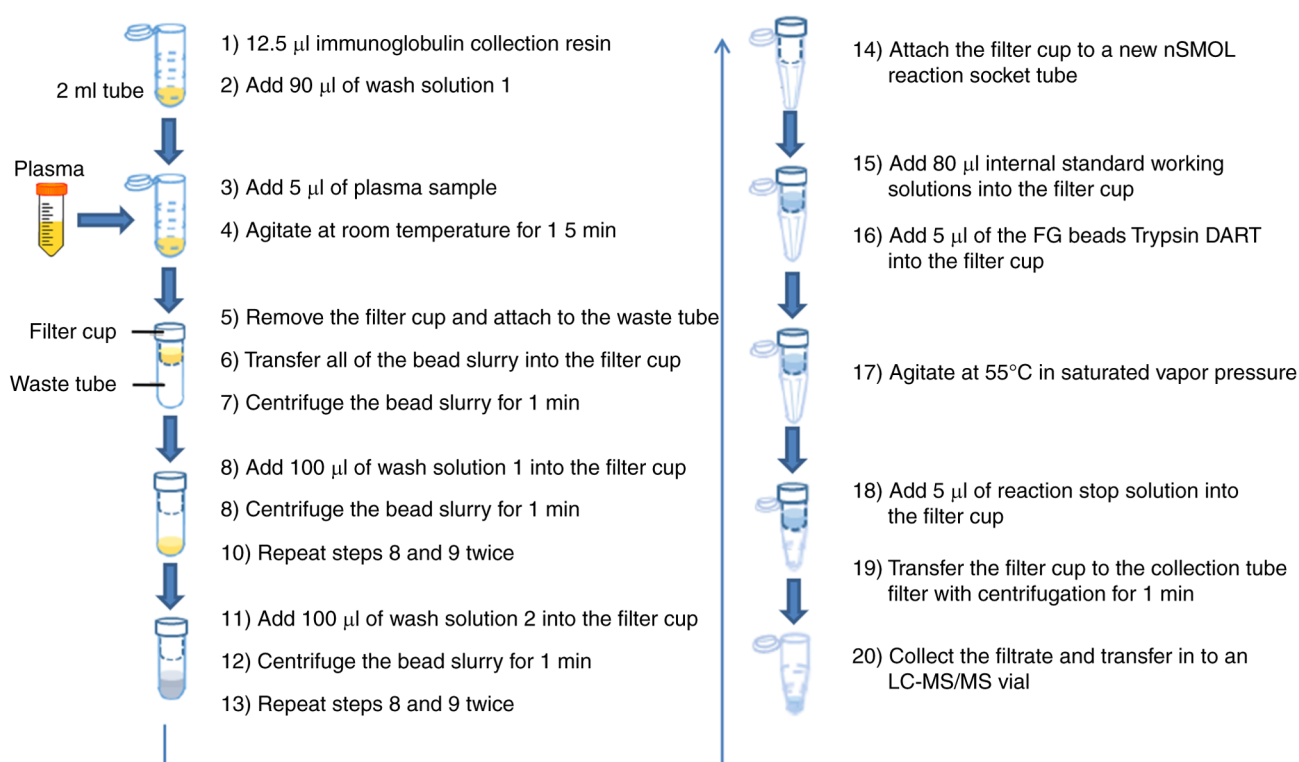 1) 12.5 μl immunoglobulin collection resin
2) Add 90 μl of wash solution 1
2 ml tube
Plasma
3) Add 5 μl of plasma sample
4) Agitate at room temperature for 1 5 min
Filter cup
Waste tube
5) Remove the filter cup and attach to the waste tube
6) Transfer all of the bead slurry into the filter cup
7) Centrifuge the bead slurry for 1 min
8) Add 100 μl of wash solution 1 into the filter cup
8) Centrifuge the bead slurry for 1 min
10) Repeat steps 8 and 9 twice
11) Add 100 μl of wash solution 2 into the filter cup
12) Centrifuge the bead slurry for 1 min
13) Repeat steps 8 and 9 twice
14) Attach the filter cup to a new nSMOL
reaction socket tube
15) Add 80 μl internal standard working
solutions into the filter cup
16) Add 5 μl of the FG beads Trypsin DART
into the filter cup
17) Agitate at 55°C in saturated vapor pressure
18) Add 5 μl of reaction stop solution into
the filter cup
19) Transfer the filter cup to the collection tube
filter with centrifugation for 1 min
20) Collect the filtrate and transfer in to an
LC-MS/MS vial